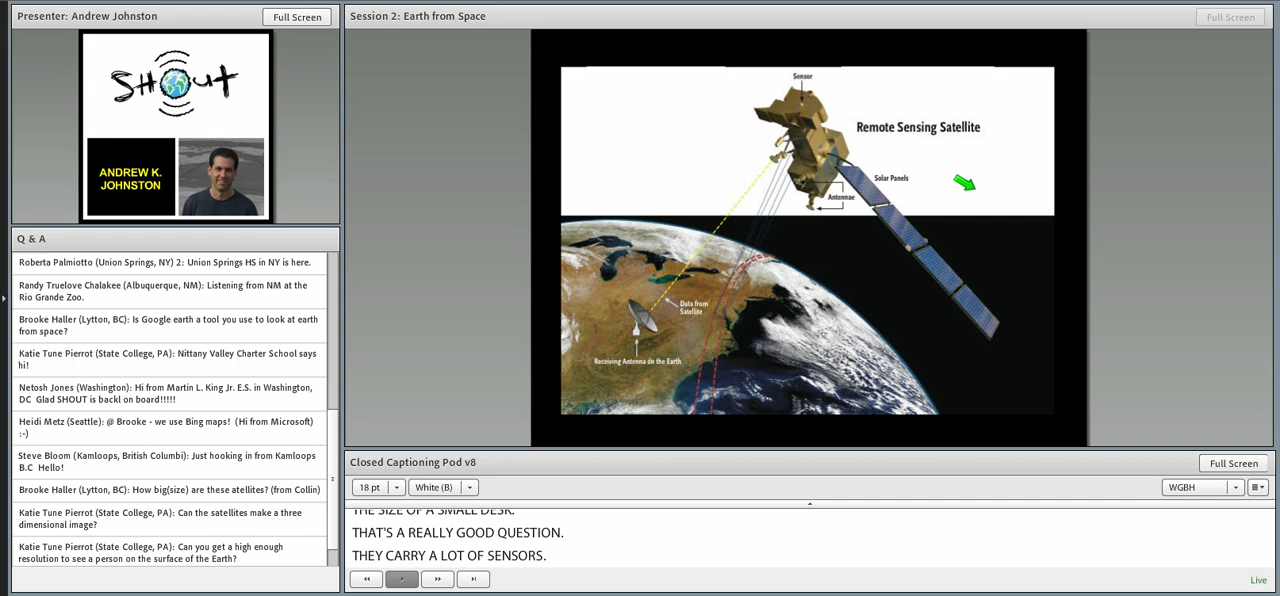 Presenter: Andrew Johnston
Full Screen
SHOUT
ANDREW K.
JOHNSTON
Q & A
Roberta Palmiotto (Union Springs, NY) 2: Union Springs HS in NY is here.
Randy Truelove Chalakee (Albuquerque, NM): Listening from NM at the
Rio Grande Zoo.
Brooke Haller (Lytton, BC): Is Google earth a tool you use to look at earth
from space?
Katie Tune Pierrot (State College, PA): Nittany Valley Charter School says
hi!
Netosh Jones (Washington): Hi from Martin L. King Jr. E.S. in Washington,
DC Glad SHOUT is backl on board!!!!!
Heidi Metz (Seattle): @ Brooke - we use Bing maps! (Hi from Microsoft)
:-)
Steve Bloom (Kamloops, British Columbi): Just hooking in from Kamloops
B.C Hello!
Brooke Haller (Lytton, BC): How big(size) are these atellites? (from Collin)
Katie Tune Pierrot (State College, PA): Can the satellites make a three
dimensional image?
Katie Tune Pierrot (State College, PA): Can you get a high enough
resolution to see a person on the surface of the Earth?
Session 2: Earth from Space
Full Screen
Sensor
Remote Sensing Satellite
Solar Panels
Antennae
Data from
Satellite
Receiving Antenna on the Earth
Closed Captioning Pod v8
Full Screen
18 pt
White (B)
WGBH
THE SIZE OF A SMALL DESK.
THAT'S A REALLY GOOD QUESTION.
THEY CARRY A LOT OF SENSORS.
Live